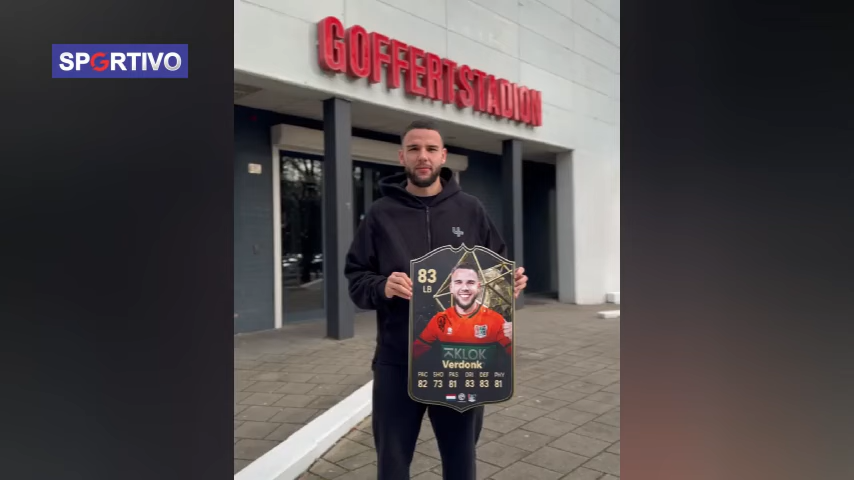 SPORTIVO
GOFFERTSTADION
83
LB
KLOK
Verdonk
PAC SHO PAS DRI DEF PHY
82 73 81 83 83 81